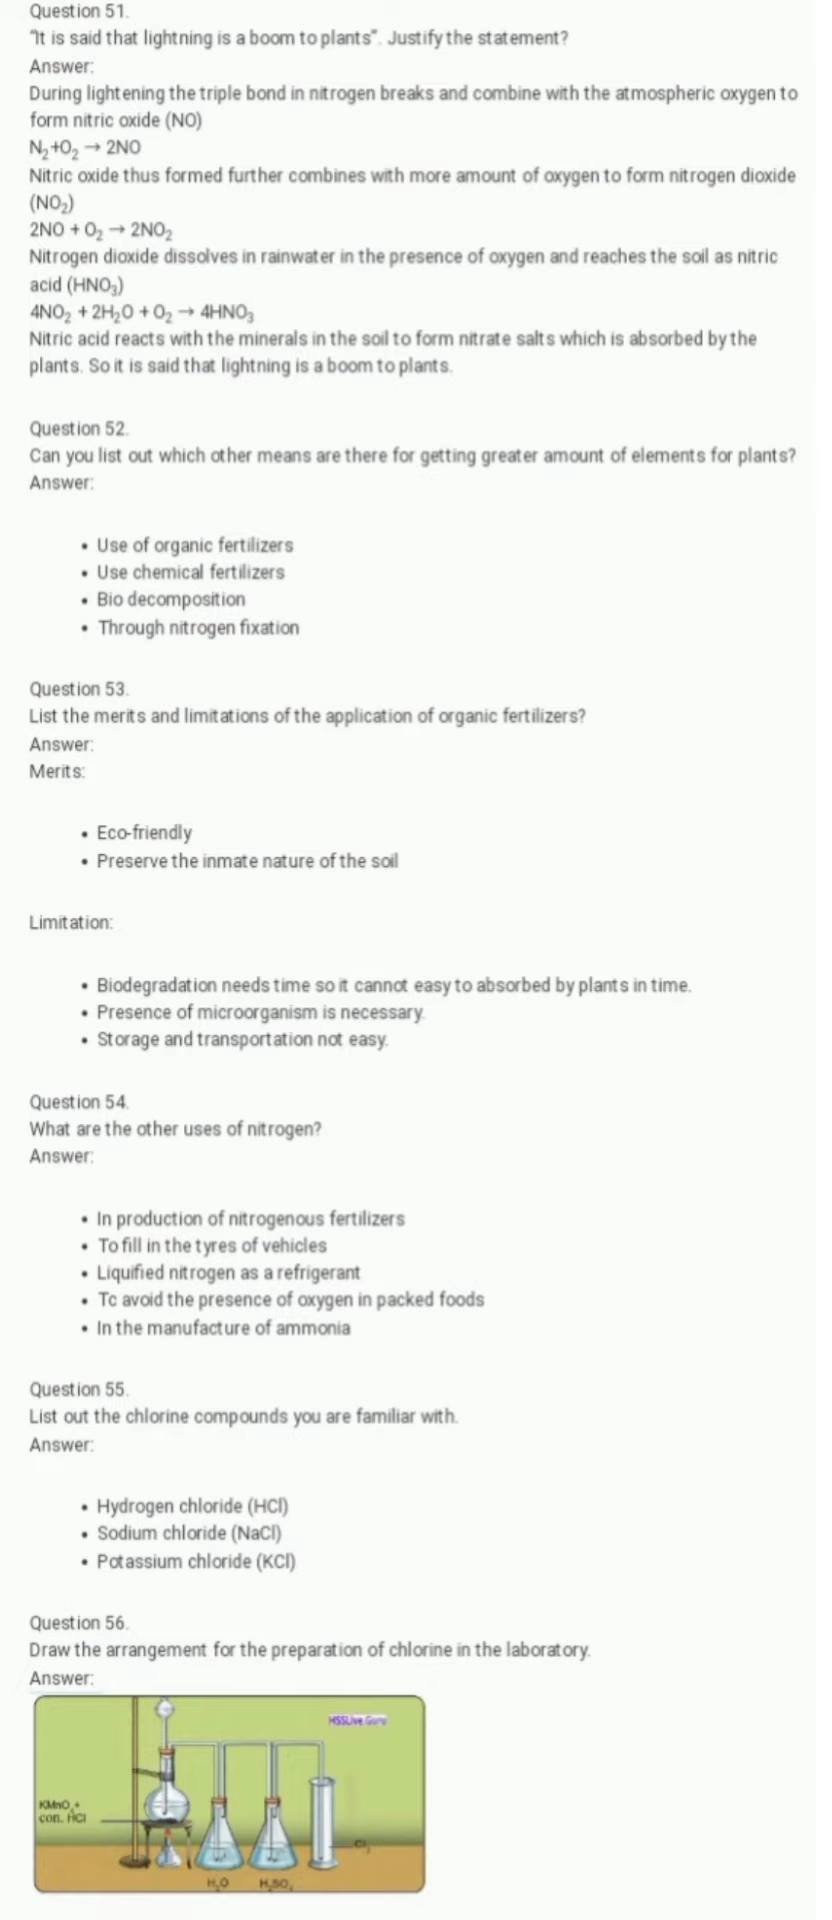 Question 51.
"It is said that lightning is a boom to plants". Justify the statement?
Answer:
During lightening the triple bond in nitrogen breaks and combine with the atmospheric oxygen to
form nitric oxide (NO)
N₂+O₂ → 2NO
Nitric oxide thus formed further combines with more amount of oxygen to form nitrogen dioxide
(NO₂)
2NO + O₂ → 2NO₂
Nitrogen dioxide dissolves in rainwater in the presence of oxygen and reaches the soil as nitric
acid (HNO₃)
4NO₂ + 2H₂O + O₂ → 4HNO₃
Nitric acid reacts with the minerals in the soil to form nitrate salts which is absorbed by the
plants. So it is said that lightning is a boom to plants.
Question 52.
Can you list out which other means are there for getting greater amount of elements for plants?
Answer:
• Use of organic fertilizers
• Use chemical fertilizers
• Bio decomposition
• Through nitrogen fixation
Question 53.
List the merits and limitations of the application of organic fertilizers?
Answer:
Merits:
• Eco-friendly
• Preserve the inmate nature of the soil
Limitation:
• Biodegradation needs time so it cannot easy to absorbed by plants in time.
• Presence of microorganism is necessary.
• Storage and transportation not easy.
Question 54.
What are the other uses of nitrogen?
Answer:
• In production of nitrogenous fertilizers
• To fill in the tyres of vehicles
• Liquified nitrogen as a refrigerant
• Tc avoid the presence of oxygen in packed foods
• In the manufacture of ammonia
Question 55.
List out the chlorine compounds you are familiar with.
Answer:
• Hydrogen chloride (HCl)
• Sodium chloride (NaCl)
• Potassium chloride (KCl)
Question 56.
Draw the arrangement for the preparation of chlorine in the laboratory.
Answer:
HSSLive.Guru
KMnO₄+
con. HCl
Cl₂
H₂O H₂SO₄